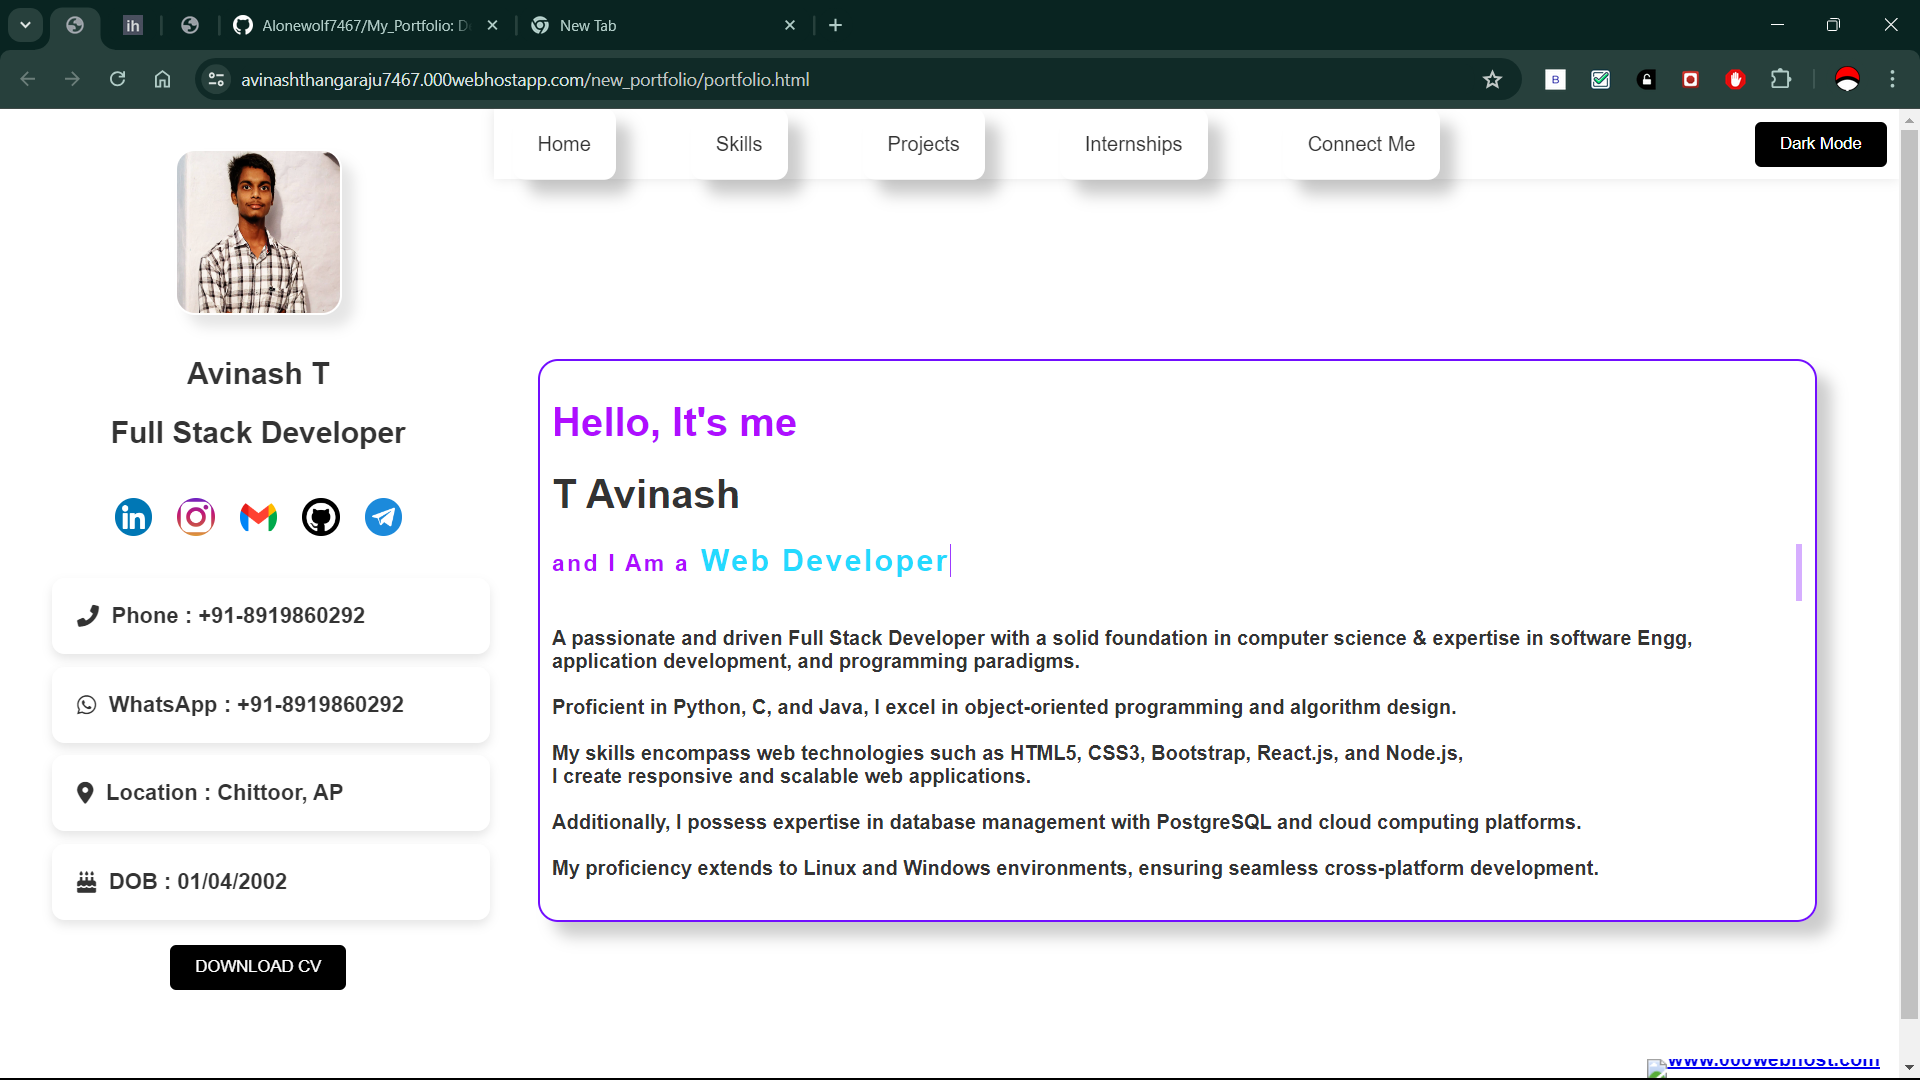 ih
Alonewolf7467/My_Portfolio: D
New Tab
avinashthangaraju7467.000webhostapp.com/new_portfolio/portfolio.html
B
Home
Skills
Projects
Internships
Connect Me
Dark Mode
Avinash T
Full Stack Developer
in
Phone : +91-8919860292
WhatsApp : +91-8919860292
Location : Chittoor, AP
DOB : 01/04/2002
DOWNLOAD CV
Hello, It's me
T Avinash
and I Am a Web Developer
A passionate and driven Full Stack Developer with a solid foundation in computer science & expertise in software Engg,
application development, and programming paradigms.
Proficient in Python, C, and Java, I excel in object-oriented programming and algorithm design.
My skills encompass web technologies such as HTML5, CSS3, Bootstrap, React.js, and Node.js,
I create responsive and scalable web applications.
Additionally, I possess expertise in database management with PostgreSQL and cloud computing platforms.
My proficiency extends to Linux and Windows environments, ensuring seamless cross-platform development.
www.000webhost.com